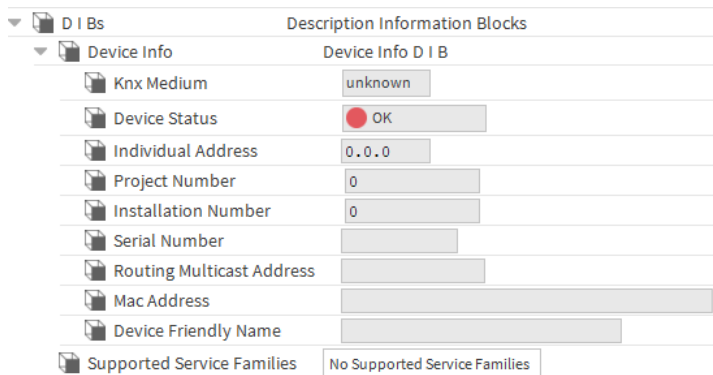 D I Bs Description Information Blocks
Device Info Device Info D I B
Knx Medium unknown
Device Status OK
Individual Address 0.0.0
Project Number 0
Installation Number 0
Serial Number
Routing Multicast Address
Mac Address
Device Friendly Name
Supported Service Families No Supported Service Families